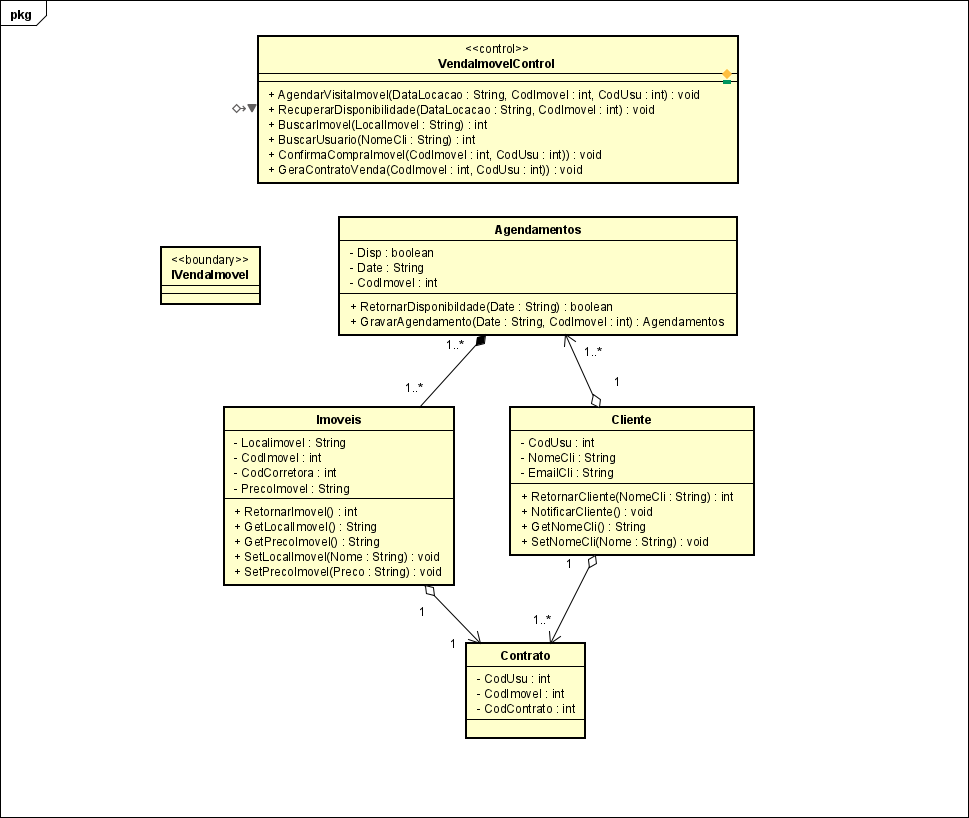 pkg
<<control>>
VendaImovelControl
+ AgendarVisitaImovel(DataLocacao : String, CodImovel : int, CodUsu : int) : void
+ RecuperarDisponibilidade(DataLocacao : String, CodImovel : int) : void
+ BuscarImovel(LocalImovel : String) : int
+ BuscarUsuario(NomeCli : String) : int
+ ConfirmaCompraImovel(CodImovel : int, CodUsu : int)) : void
+ GeraContratoVenda(CodImovel : int, CodUsu : int)) : void
<<boundary>>
IVendaImovel
Agendamentos
- Disp : boolean
- Date : String
- CodImovel : int
+ RetornarDisponibildade(Date : String) : boolean
+ GravarAgendamento(Date : String, CodImovel : int) : Agendamentos
1..*
1..*
1..*
1
Imoveis
- Localimovel : String
- CodImovel : int
- CodCorretora : int
- PrecoImovel : String
+ RetornarImovel() : int
+ GetLocalImovel() : String
+ GetPrecoImovel() : String
+ SetLocalImovel(Nome : String) : void
+ SetPrecoImovel(Preco : String) : void
Cliente
- CodUsu : int
- NomeCli : String
- EmailCli : String
+ RetornarCliente(NomeCli : String) : int
+ NotificarCliente() : void
+ GetNomeCli() : String
+ SetNomeCli(Nome : String) : void
1
1
1
1..*
Contrato
- CodUsu : int
- CodImovel : int
- CodContrato : int